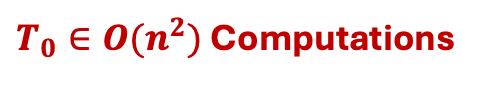 T₀ ∈ O(n²) Computations